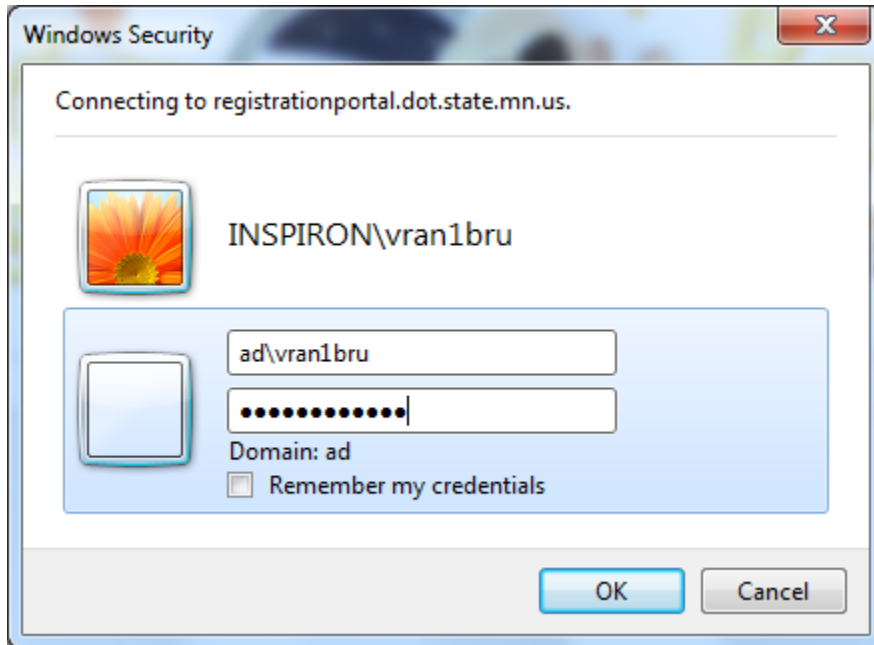 Windows Security
Connecting to registrationportal.dot.state.mn.us.
INSPIRON\vran1bru
ad\vran1bru
●●●●●●●●●●●●
Domain: ad
Remember my credentials
OK
Cancel